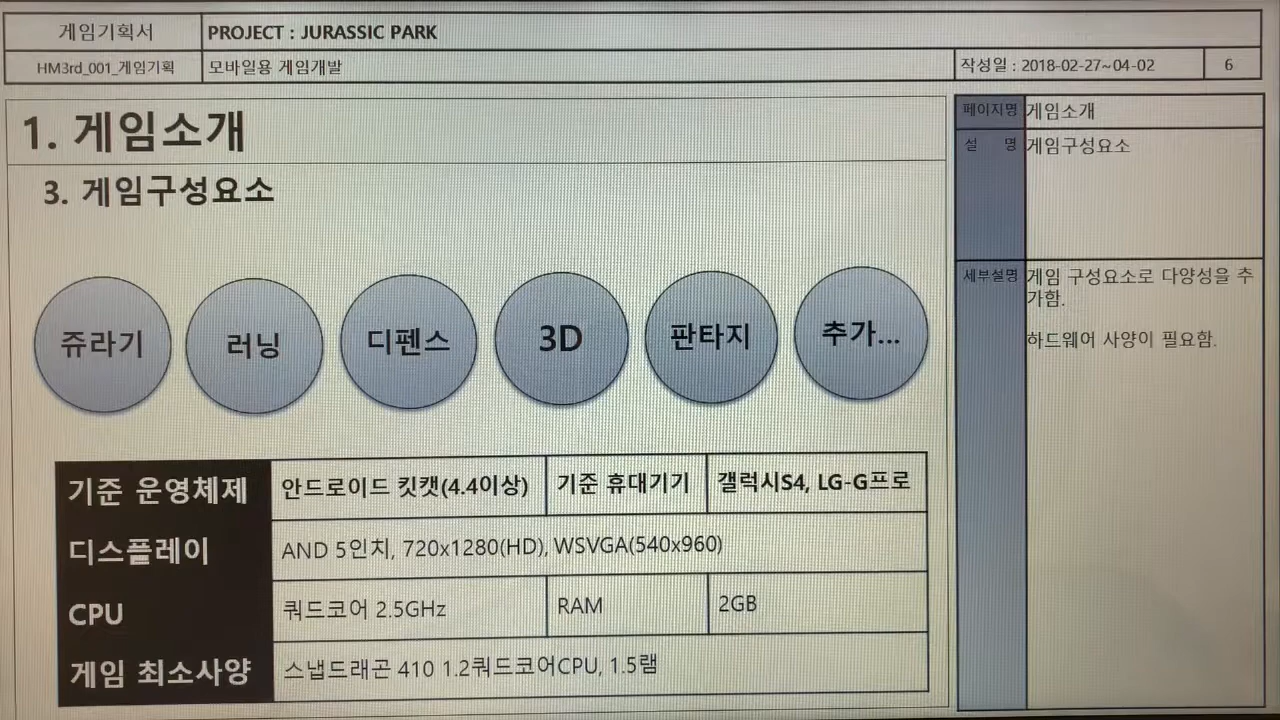 게임기획서
PROJECT : JURASSIC PARK
HM3rd_001_게임기획
모바일용 게임개발
작성일 : 2018-02-27~04-02
6
1. 게임소개
3. 게임구성요소
쥬라기
러닝
디펜스
3D
판타지
추가...
기준 운영체제
안드로이드 킷캣(4.4이상)
기준 휴대기기
갤럭시S4, LG-G프로
디스플레이
AND 5인치, 720x1280(HD), WSVGA(540x960)
CPU
쿼드코어 2.5GHz
RAM
2GB
게임 최소사양
스냅드래곤 410 1.2쿼드코어CPU, 1.5램
페이지명
게임소개
설 명
게임구성요소
세부설명
게임 구성요소로 다양성을 추
가함.
하드웨어 사양이 필요함.